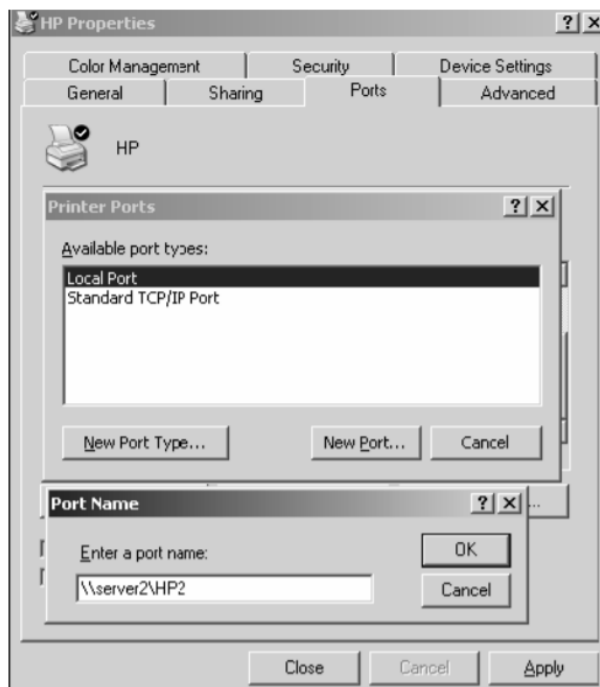 HP Properties
Color Management Security Device Settings
General Sharing Ports Advanced
HP
Printer Ports
Available port types:
Local Port
Standard TCP/IP Port
New Port Type... New Port... Cancel
...
Port Name
Enter a port name:
OK
\\server2\HP2
Cancel
Close Cancel Apply